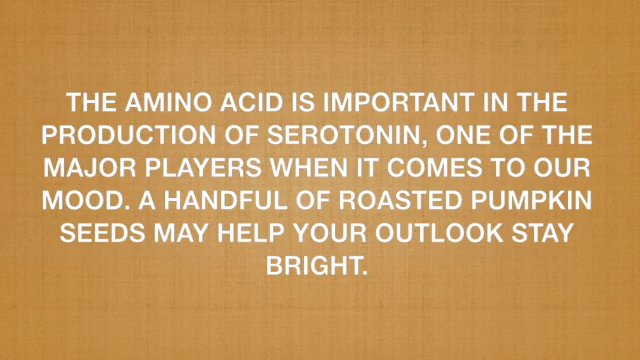 THE AMINO ACID IS IMPORTANT IN THE
PRODUCTION OF SEROTONIN, ONE OF THE
MAJOR PLAYERS WHEN IT COMES TO OUR
MOOD. A HANDFUL OF ROASTED PUMPKIN
SEEDS MAY HELP YOUR OUTLOOK STAY
BRIGHT.